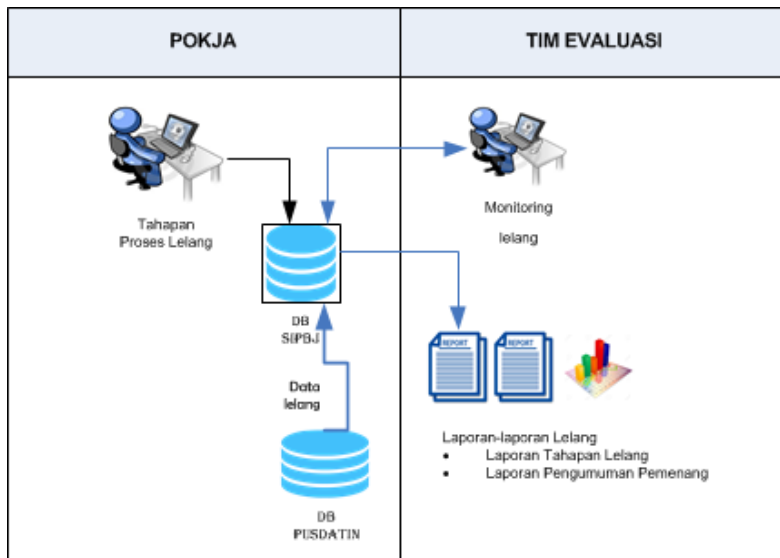 POKJA
TIM EVALUASI
Tahapan
Proses Lelang
Monitoring
lelang
DB
SIPBJ
Data
lelang
DB
PUSDATIN
REPORT
REPORT
Laporan-laporan Lelang
• Laporan Tahapan Lelang
• Laporan Pengumuman Pemenang